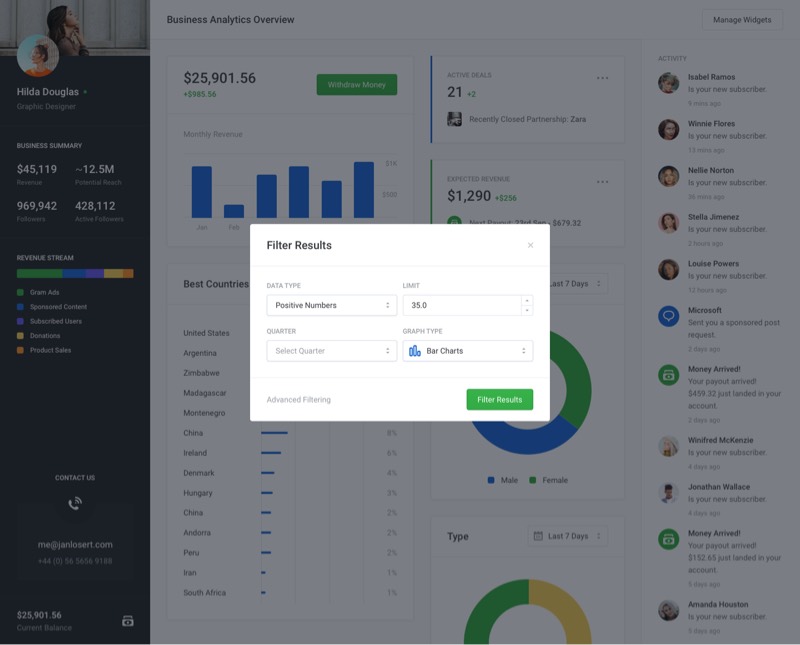 Business Analytics Overview
Manage Widgets
Hilda Douglas
Graphic Designer
BUSINESS SUMMARY
$45,119
~12.5M
Revenue
Potential Reach
969,942
428,112
Followers
Active Followers
REVENUE STREAM
Gram Ads
Sponsored Content
Subscribed Users
Donations
Product Sales
CONTACT US
me@janlosert.com
+44 (0) 56 5656 9188
$25,901.56
Current Balance
$25,901.56
+$985.56
Withdraw Money
Monthly Revenue
$1K
$500
Jan
Feb
ACTIVE DEALS
21 +2
Recently Closed Partnership: Zara
EXPECTED REVENUE
$1,290 +$256
Next Payout: 23rd Sep - $679.32
Filter Results
×
DATA TYPE
LIMIT
Positive Numbers
35.0
QUARTER
GRAPH TYPE
Select Quarter
Bar Charts
Advanced Filtering
Filter Results
Best Countries
United States
Argentina
Zimbabwe
Madagascar
Montenegro
China 8%
Ireland 6%
Denmark 4%
Hungary 3%
China 2%
Andorra 2%
Peru 2%
Iran 1%
South Africa 1%
Last 7 Days
Male
Female
Type
Last 7 Days
ACTIVITY
Isabel Ramos
Is your new subscriber.
9 mins ago
Winnie Flores
Is your new subscriber.
13 mins ago
Nellie Norton
Is your new subscriber.
36 mins ago
Stella Jimenez
Is your new subscriber.
2 hours ago
Louise Powers
Is your new subscriber.
12 hours ago
Microsoft
Sent you a sponsored post
request.
2 days ago
Money Arrived!
Your payout arrived!
$459.32 just landed in your
account.
2 days ago
Winifred McKenzie
Is your new subscriber.
4 days ago
Jonathan Wallace
Is your new subscriber.
4 days ago
Money Arrived!
Your payout arrived!
$152.65 just landed in your
account.
5 days ago
Amanda Houston
Is your new subscriber.